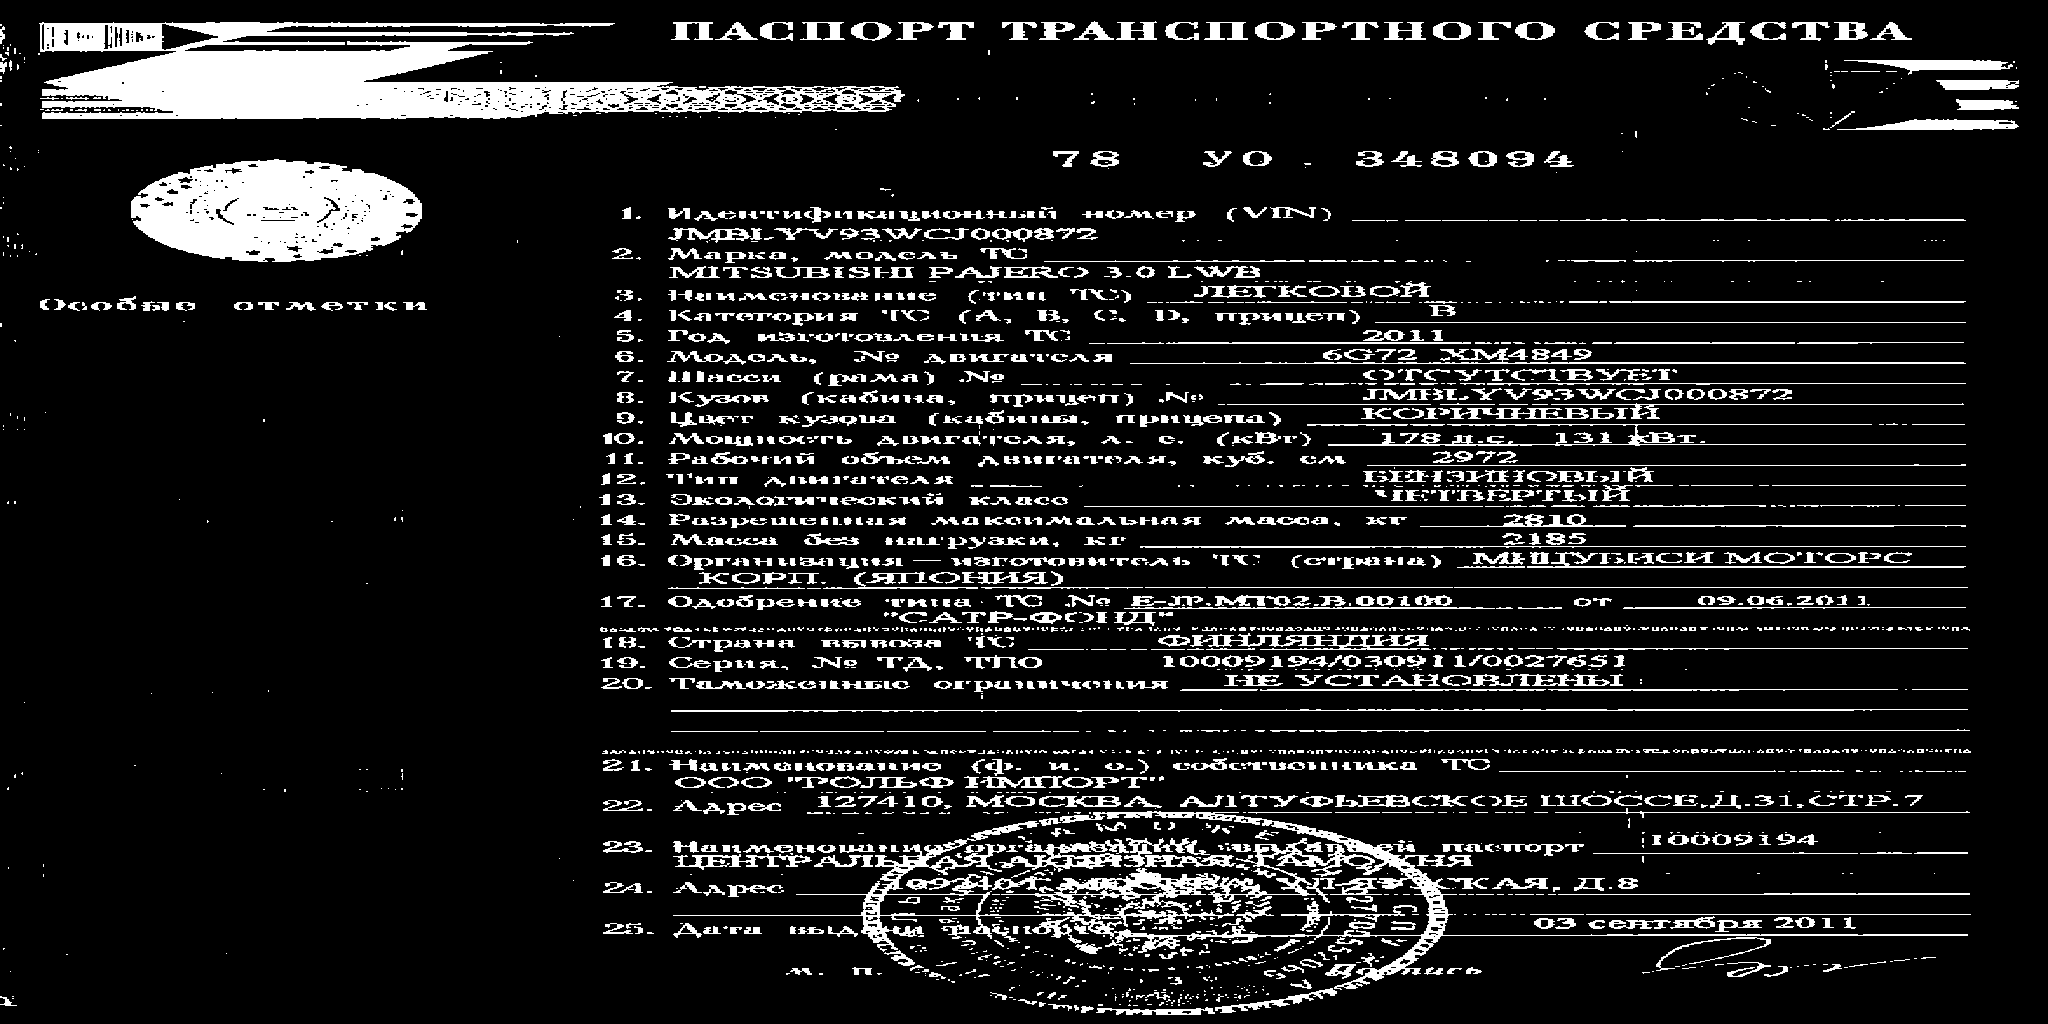 ПАСПОРТ ТРАНСПОРТНОГО СРЕДСТВА
78 УО 348094
Особые отметки
1. Идентификационный номер (VIN)
JMBLYV93WCJ000872
2. Марка, модель ТС
MITSUBISHI PAJERO 3.0 LWB
3. Наименование (тип ТС) ЛЕГКОВОЙ
4. Категория ТС (А, В, С, D, прицеп) В
5. Год изготовления ТС 2011
6. Модель, № двигателя 6G72 XM4849
7. Шасси (рама) № ОТСУТСТВУЕТ
8. Кузов (кабина, прицеп) № JMBLYV93WCJ000872
9. Цвет кузова (кабины, прицепа) КОРИЧНЕВЫЙ
10. Мощность двигателя, л. с. (кВт) 178 л.с. 131 кВт.
11. Рабочий объем двигателя, куб. см 2972
12. Тип двигателя БЕНЗИНОВЫЙ
13. Экологический класс ЧЕТВЕРТЫЙ
14. Разрешенная максимальная масса, кг 2810
15. Масса без нагрузки, кг 2185
16. Организация — изготовитель ТС (страна) МИЦУБИСИ МОТОРС
КОРП. (ЯПОНИЯ)
17. Одобрение типа ТС № E-JP.MT02.B.00100 от 09.06.2011
"САТР-ФОНД"
18. Страна вывоза ТС ФИНЛЯНДИЯ
19. Серия, № ТД, ТПО 10009194/030911/0027651
20. Таможенные ограничения НЕ УСТАНОВЛЕНЫ
21. Наименование (ф. и. о.) собственника ТС
ООО "РОЛЬФ ИМПОРТ"
22. Адрес 127410, МОСКВА, АЛТУФЬЕВСКОЕ ШОССЕ,Д.31,СТР.7
23. Наименование организации, выдавшей паспорт 10009194
ЦЕНТРАЛЬНАЯ АКЦИЗНАЯ ТАМОЖНЯ
24. Адрес Д.8
25. Дата выдачи паспорта 03 сентября 2011
м. п. Подпись